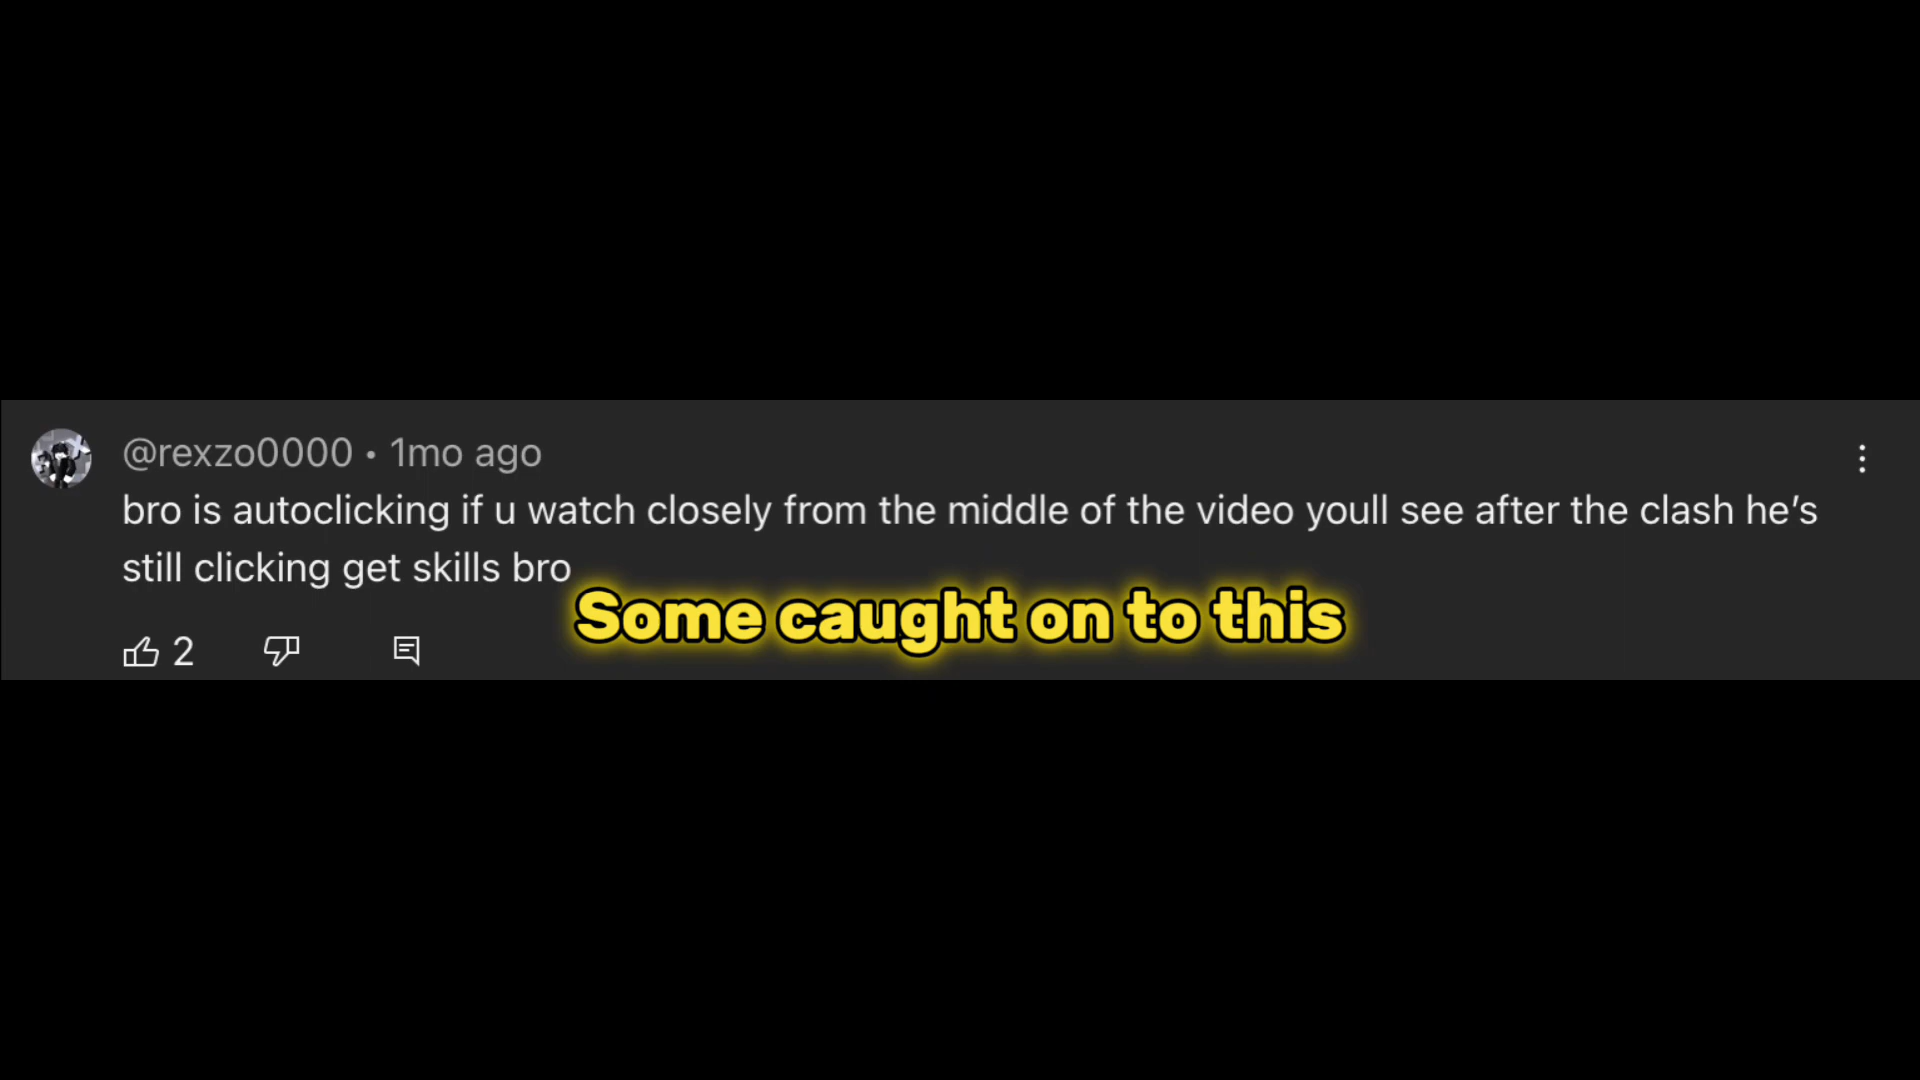 @rexzo0000 • 1mo ago
bro is autoclicking if u watch closely from the middle of the video youll see after the clash he's
still clicking get skills bro
Some caught on to this
2